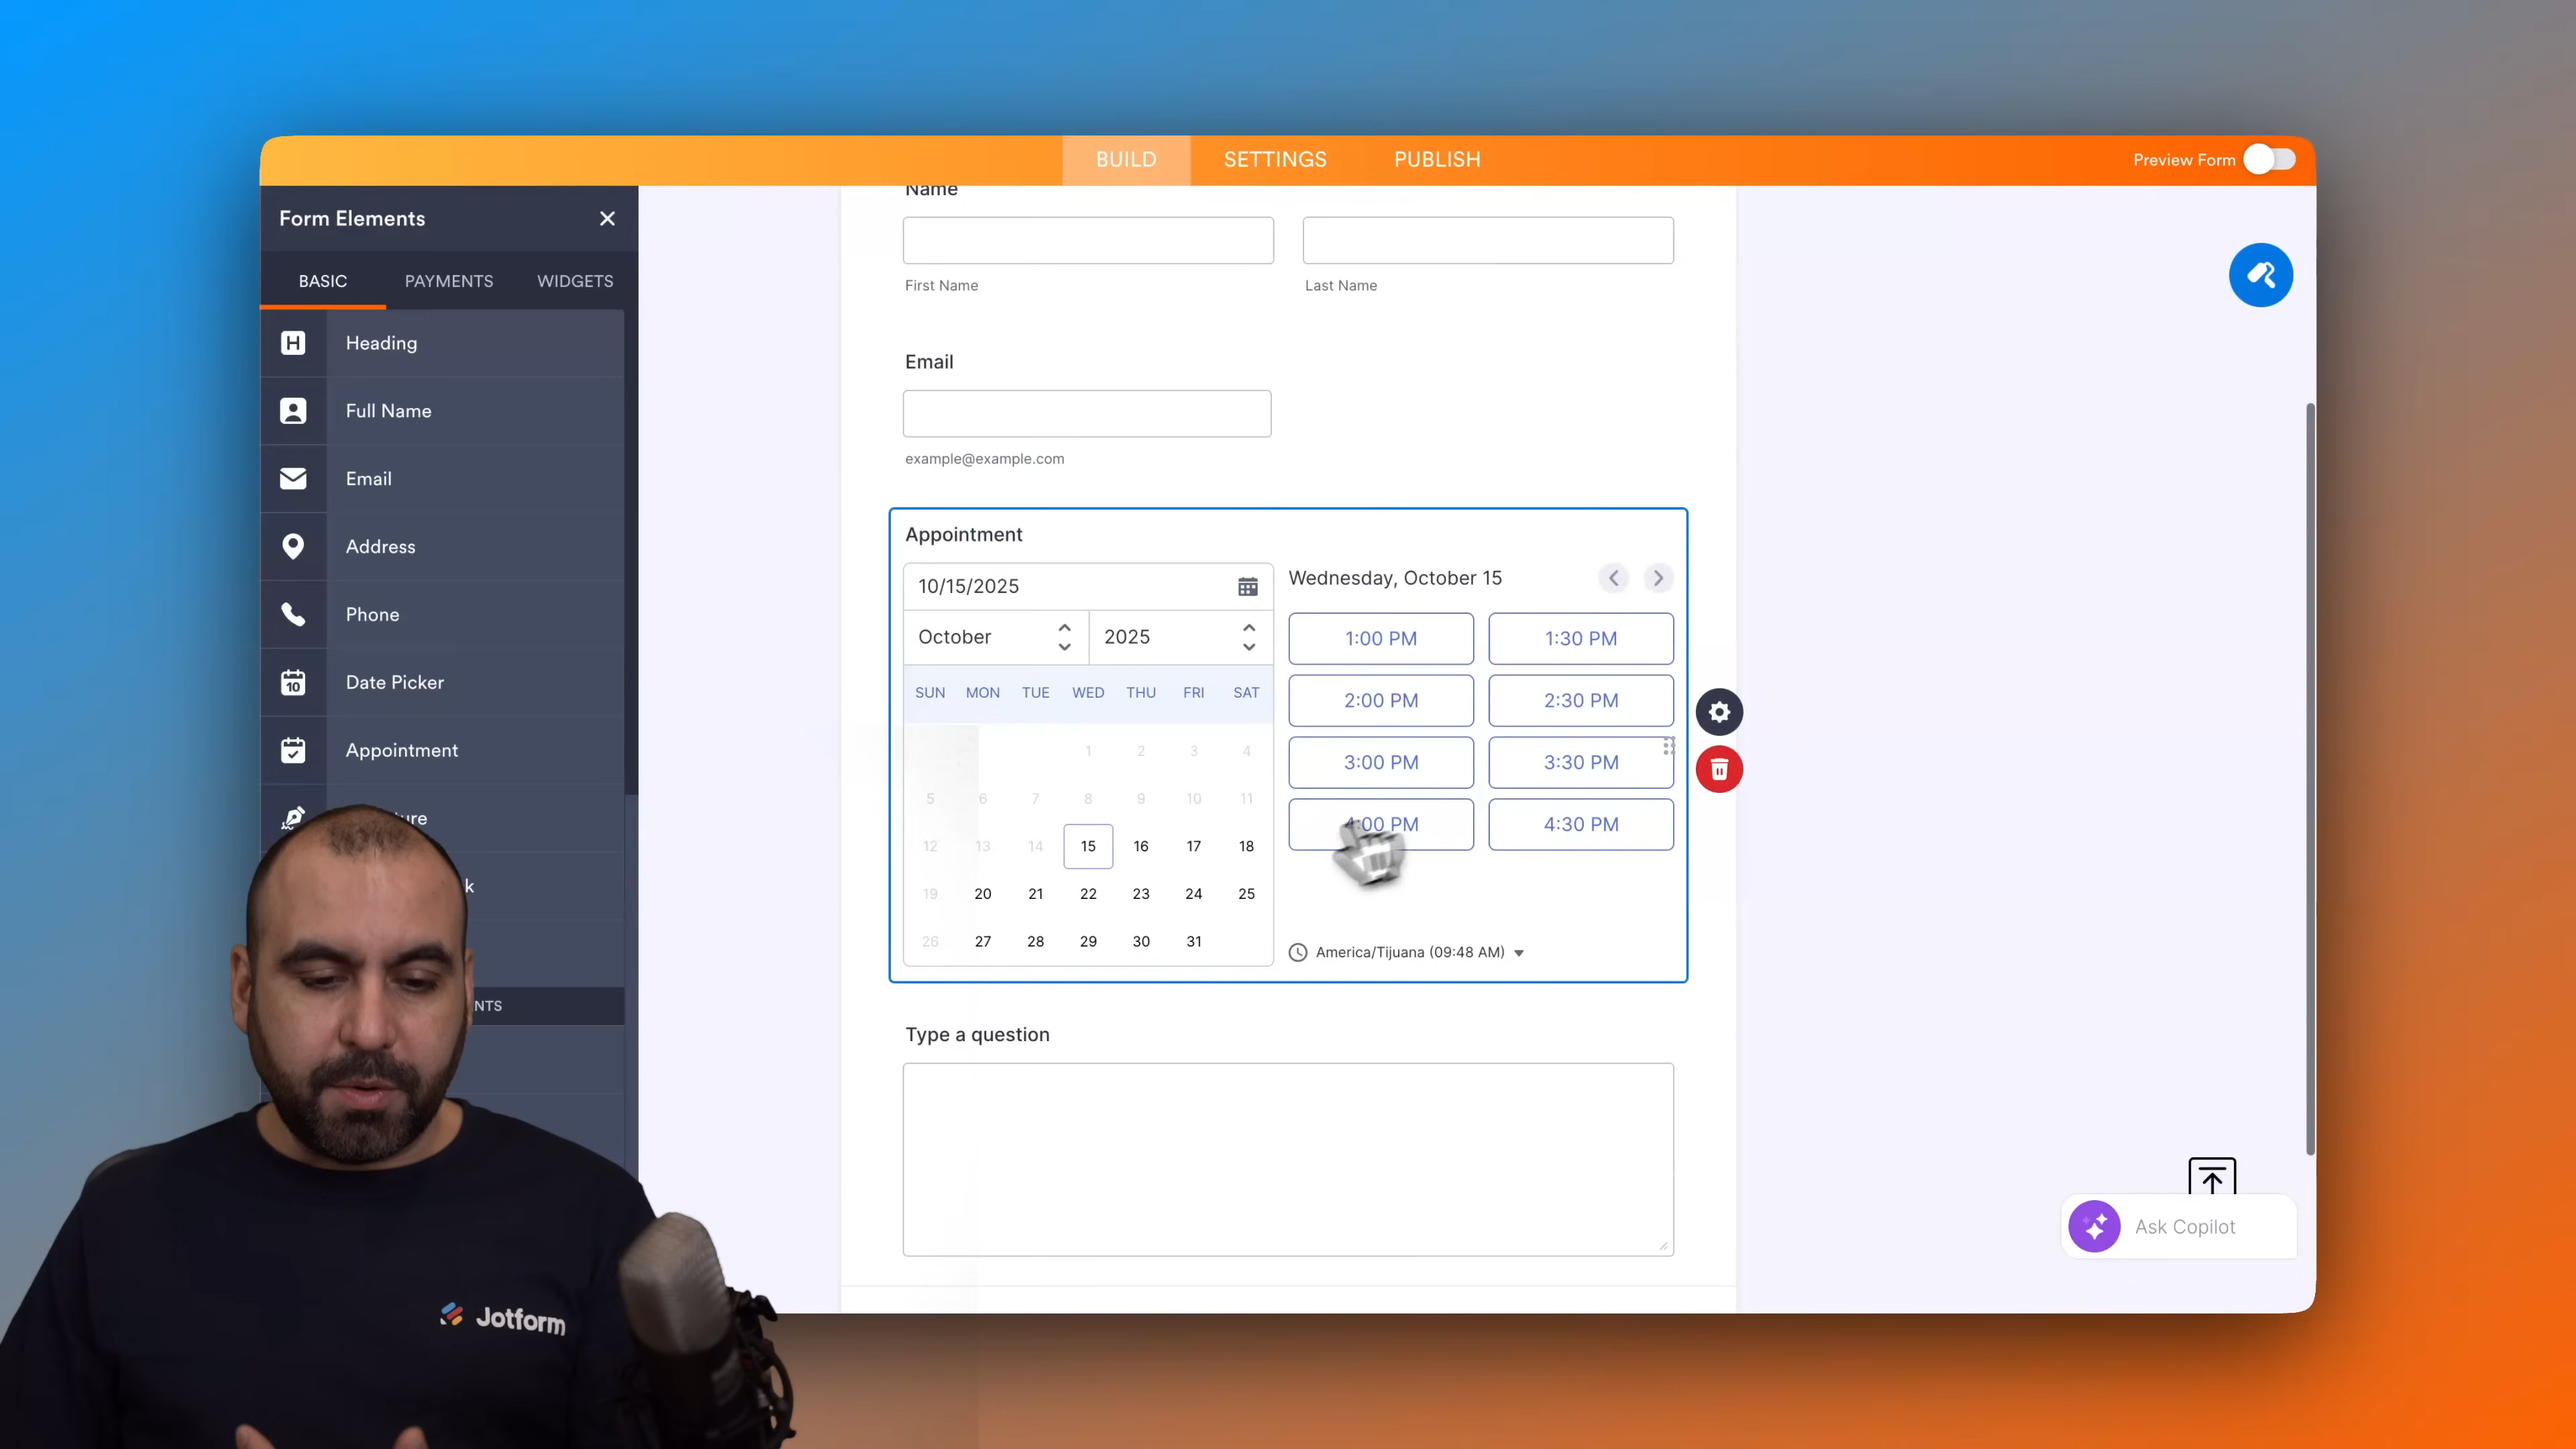 BUILD
SETTINGS
PUBLISH
Preview Form
Form Elements
BASIC
PAYMENTS
WIDGETS
Heading
Full Name
Email
Address
Phone
Date Picker
Appointment
Name
First Name
Last Name
Email
example@example.com
Appointment
10/15/2025
October
2025
SUN MON TUE WED THU FRI SAT
1 2 3 4
5 6 7 8 9 10 11
12 13 14 15 16 17 18
19 20 21 22 23 24 25
26 27 28 29 30 31
Wednesday, October 15
1:00 PM 1:30 PM
2:00 PM 2:30 PM
3:00 PM 3:30 PM
4:00 PM 4:30 PM
America/Tijuana (09:48 AM)
Type a question
Ask Copilot
Jotform